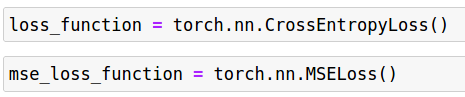 loss_function = torch.nn.CrossEntropyLoss()
mse_loss_function = torch.nn.MSELoss()